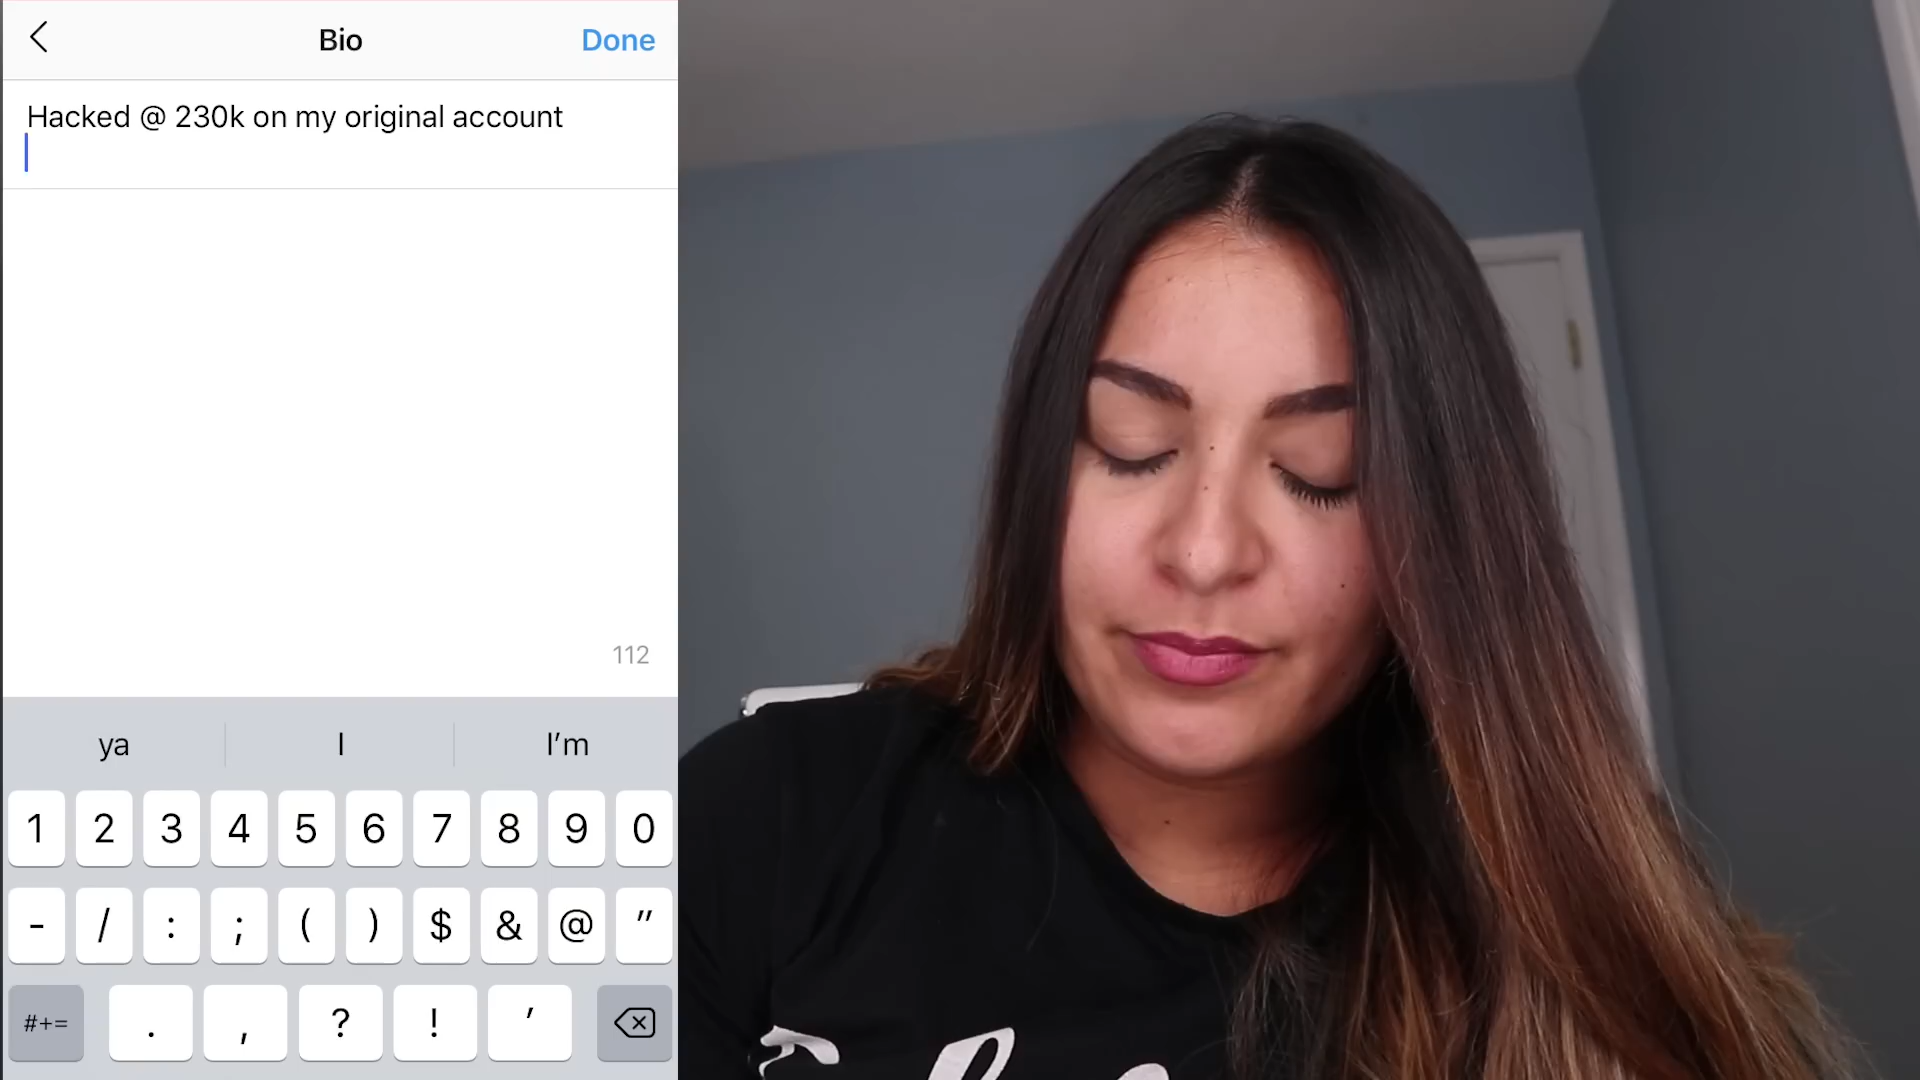 Bio
Done
Hacked @ 230k on my original account
112
ya
I
I'm
1 2 3 4 5 6 7 8 9 0
- / : ; ( ) $ & @ "
#+= . , ? ! '